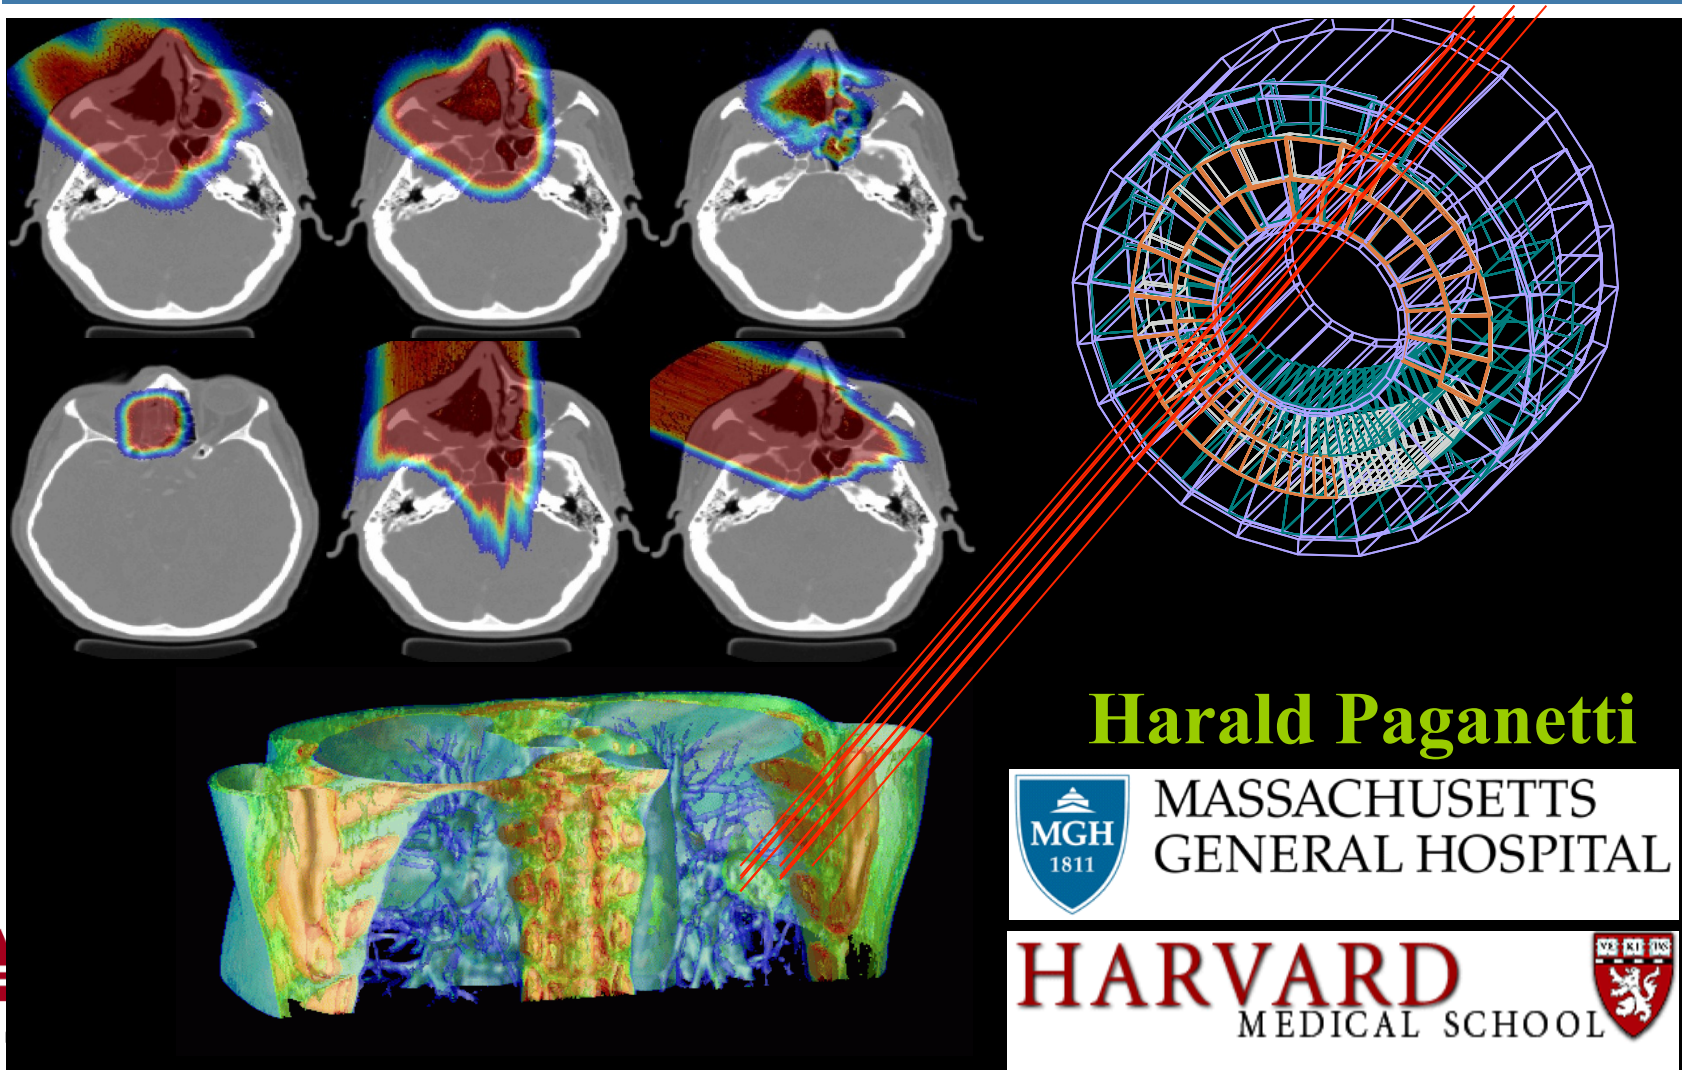 Harald Paganetti
MGH
1811
MASSACHUSETTS
GENERAL HOSPITAL
HARVARD
VE RI TAS
MEDICAL SCHOOL